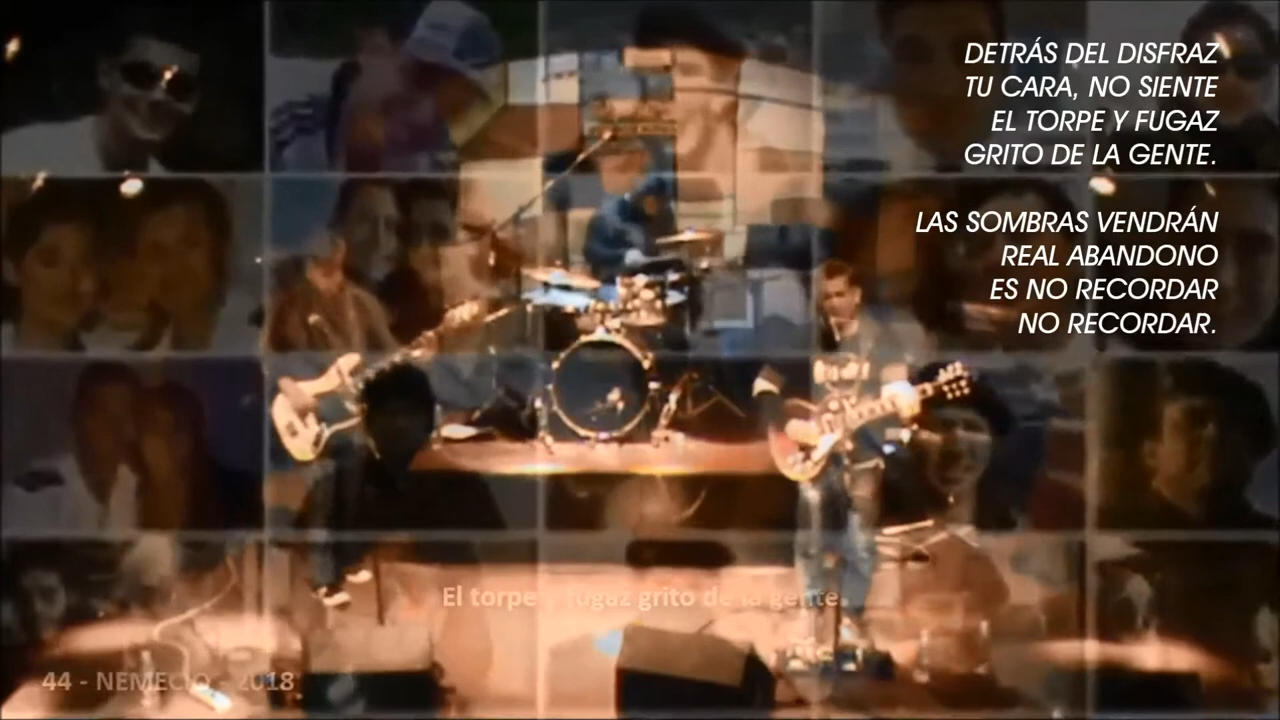 DETRÁS DEL DISFRAZ
TU CARA, NO SIENTE
EL TORPE Y FUGAZ
GRITO DE LA GENTE.
LAS SOMBRAS VENDRÁN
REAL ABANDONO
ES NO RECORDAR
NO RECORDAR.
El torpe y fugaz grito de la gente.
44 - NEMECIO - 2018